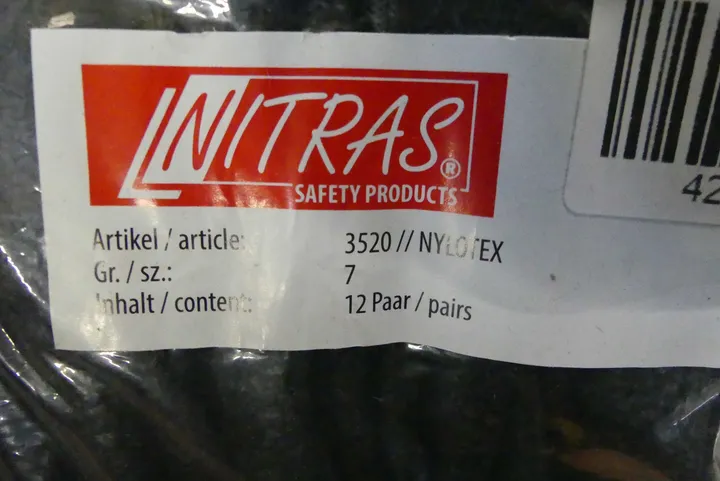 NITRAS®
SAFETY PRODUCTS
Artikel / article: 3520 // NYLOTEX
Gr. / sz.: 7
Inhalt / content: 12 Paar / pairs
42